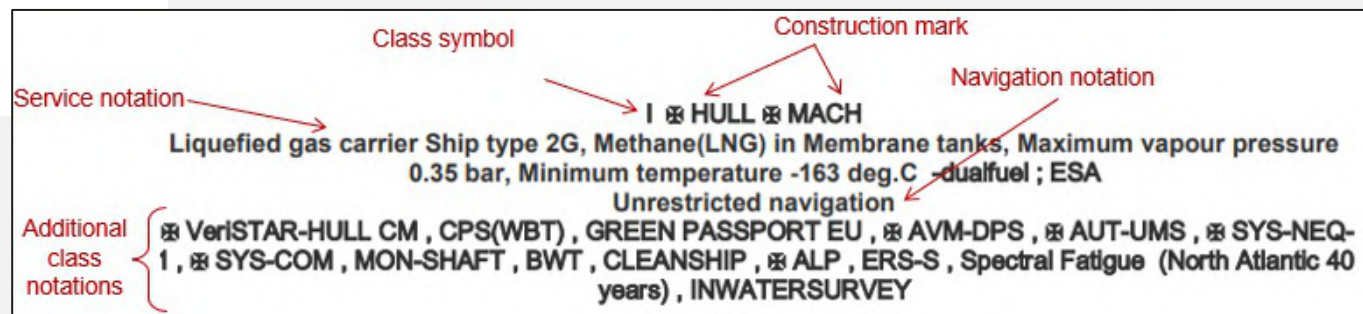 Construction mark
Class symbol
Navigation notation
Service notation
I ✠ HULL ✠ MACH
Liquefied gas carrier Ship type 2G, Methane(LNG) in Membrane tanks, Maximum vapour pressure
0.35 bar, Minimum temperature -163 deg.C -dualfuel ; ESA
Unrestricted navigation
Additional
class
notations
✠ VeriSTAR-HULL CM , CPS(WBT) , GREEN PASSPORT EU , ✠ AVM-DPS , ✠ AUT-UMS , ✠ SYS-NEQ-
1 , ✠ SYS-COM , MON-SHAFT , BWT , CLEANSHIP , ✠ ALP , ERS-S , Spectral Fatigue (North Atlantic 40
years) , INWATERSURVEY